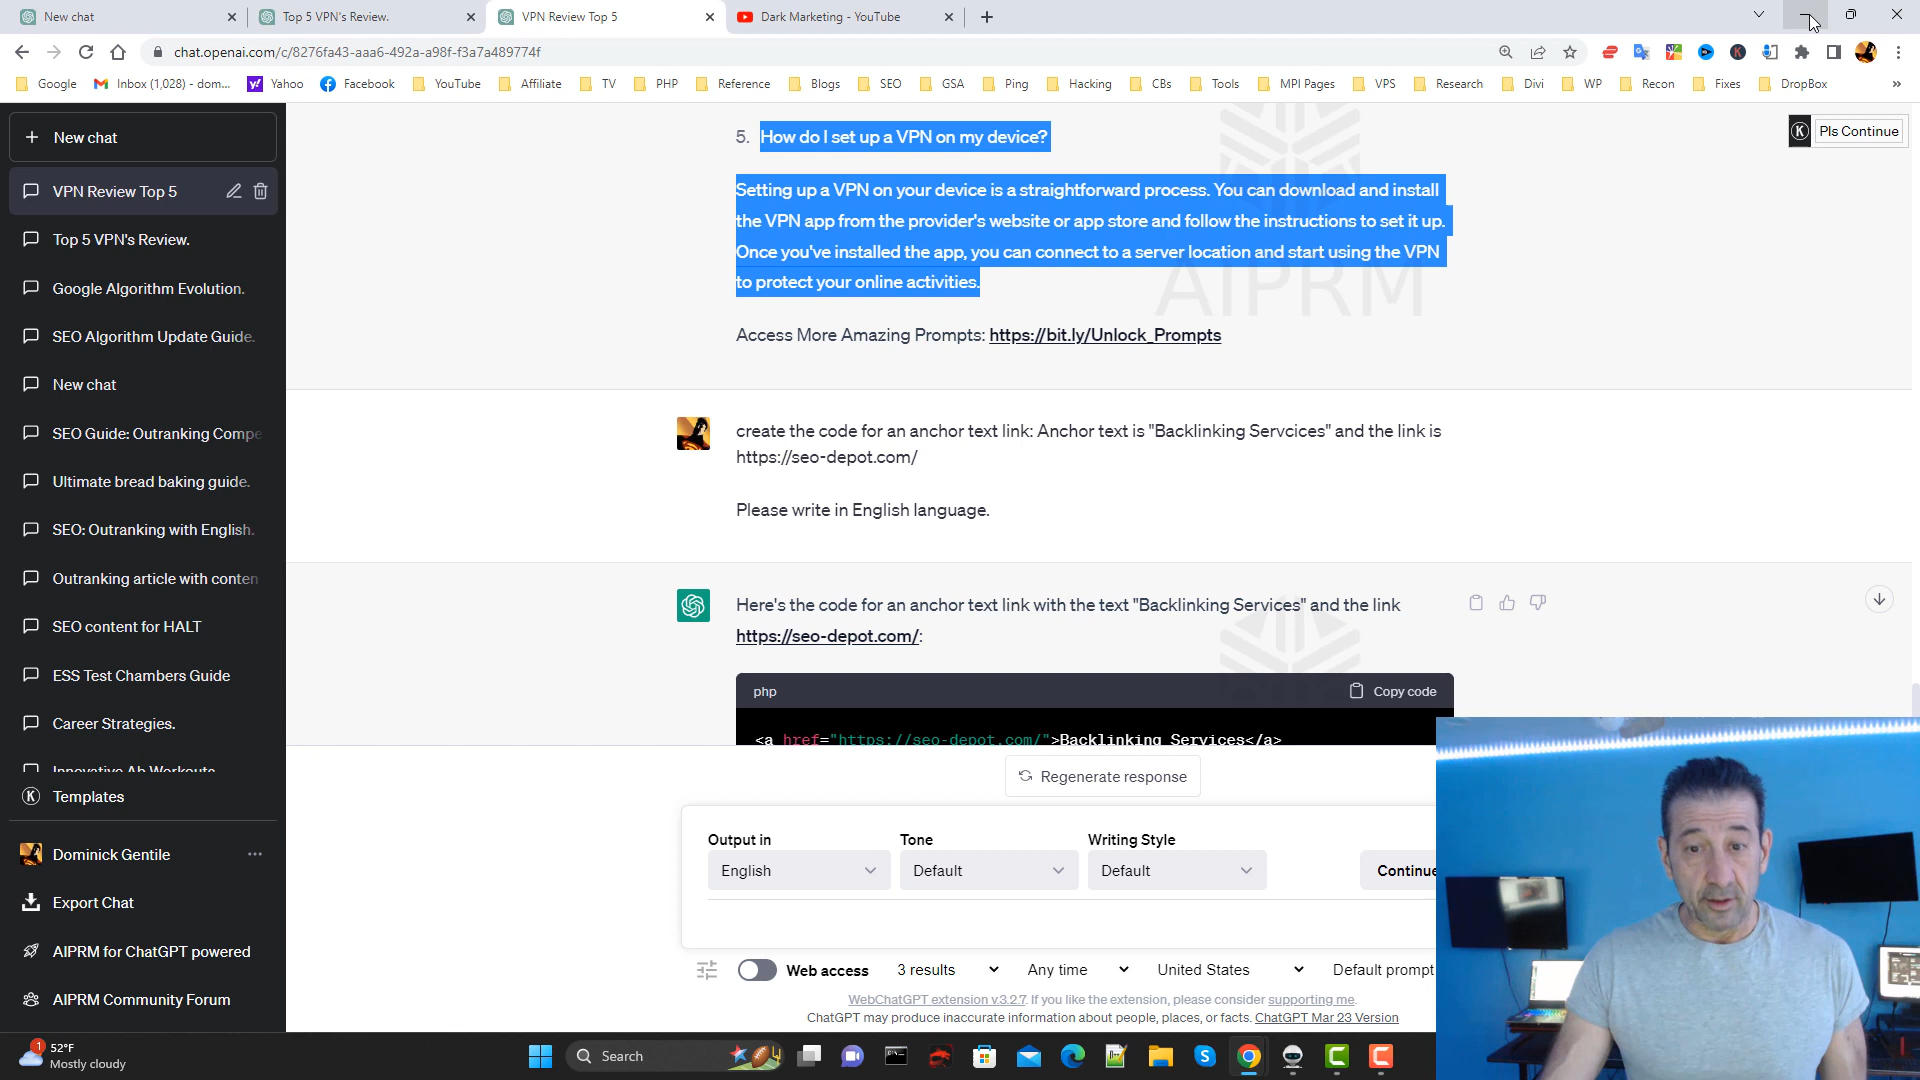 New chat
Top 5 VPN's Review.
VPN Review Top 5
Dark Marketing - YouTube
chat.openai.com/c/8276fa43-aaa6-492a-a98f-f3a7a489774f
Google
Inbox (1,028) - dom...
Yahoo
Facebook
YouTube
Affiliate
TV
PHP
Reference
Blogs
SEO
GSA
Ping
Hacking
CBs
Tools
MPI Pages
VPS
Research
Divi
WP
Recon
Fixes
DropBox
»
+ New chat
VPN Review Top 5
Top 5 VPN's Review.
Google Algorithm Evolution.
SEO Algorithm Update Guide.
New chat
SEO Guide: Outranking Compe
Ultimate bread baking guide.
SEO: Outranking with English.
Outranking article with conten
SEO content for HALT
ESS Test Chambers Guide
Career Strategies.
Innovative Ab Workouts
K Templates
Dominick Gentile
Export Chat
AIPRM for ChatGPT powered
AIPRM Community Forum
K Pls Continue
5. How do I set up a VPN on my device?
Setting up a VPN on your device is a straightforward process. You can download and install
the VPN app from the provider's website or app store and follow the instructions to set it up.
Once you've installed the app, you can connect to a server location and start using the VPN
to protect your online activities.
AIPRM
Access More Amazing Prompts: https://bit.ly/Unlock_Prompts
create the code for an anchor text link: Anchor text is "Backlinking Servcices" and the link is
https://seo-depot.com/
Please write in English language.
Here's the code for an anchor text link with the text "Backlinking Services" and the link
https://seo-depot.com/:
php
Copy code
<a href="https://seo-depot.com/">Backlinking Services</a>
Regenerate response
Output in
Tone
Writing Style
English
Default
Default
Continue
Web access
3 results
Any time
United States
Default prompt
WebChatGPT extension v.3.2.7. If you like the extension, please consider supporting me.
ChatGPT may produce inaccurate information about people, places, or facts. ChatGPT Mar 23 Version
1
52°F
Mostly cloudy
Search